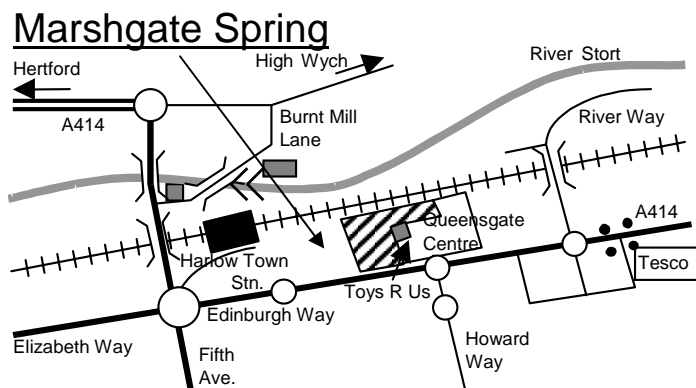 Marshgate Spring
Hertford
High Wych
River Stort
A414
Burnt Mill
Lane
River Way
A414
Queensgate
Centre
Harlow Town
Stn.
Toys R Us
Tesco
Edinburgh Way
Elizabeth Way
Fifth
Ave.
Howard
Way